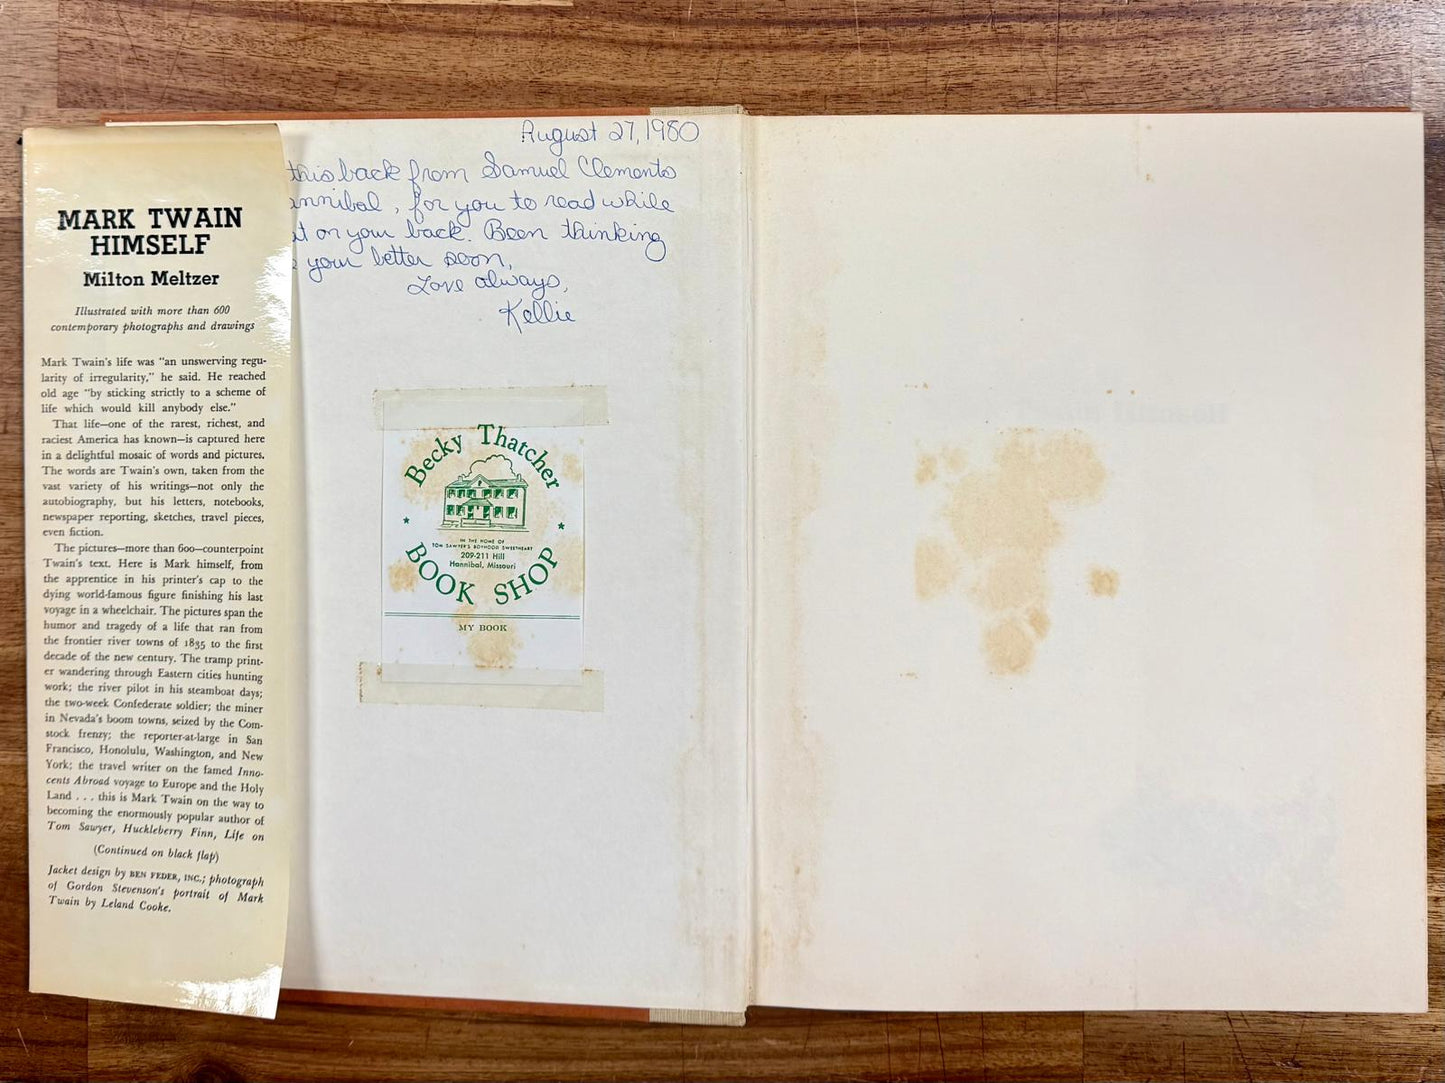 MARK TWAIN
HIMSELF
Milton Meltzer
Illustrated with more than 600
contemporary photographs and drawings
Mark Twain's life was "an unswerving regu-
larity of irregularity," he said. He reached
old age "by sticking strictly to a scheme of
life which would kill anybody else."
That life—one of the rarest, richest, and
raciest America has known—is captured here
in a delightful mosaic of words and pictures.
The words are Twain's own, taken from the
vast variety of his writings—not only the
autobiography, but his letters, notebooks,
newspaper reporting, sketches, travel pieces,
even fiction.
The pictures—more than 600—counterpoint
Twain's text. Here is Mark himself, from
the apprentice in his printer's cap to the
dying world-famous figure finishing his last
voyage in a wheelchair. The pictures span the
humor and tragedy of a life that ran from
the frontier river towns of 1835 to the first
decade of the new century. The tramp print-
er wandering through Eastern cities hunting
work; the river pilot in his steamboat days;
the two-week Confederate soldier; the miner
in Nevada's boom towns, seized by the Com-
stock frenzy; the reporter-at-large in San
Francisco, Honolulu, Washington, and New
York; the travel writer on the famed Inno-
cents Abroad voyage to Europe and the Holy
Land . . . this is Mark Twain on the way to
becoming the enormously popular author of
Tom Sawyer, Huckleberry Finn, Life on
(Continued on black flap)
Jacket design by BEN FEDER, INC.; photograph
of Gordon Stevenson's portrait of Mark
Twain by Leland Cooke.
August 27, 1980
this back from Samuel Clements
annibal, for you to read while
at on your back. Been thinking
your better soon.
Love always,
Kellie
Becky Thatcher
IN THE HOME OF
TOM SAWYER'S BOYHOOD SWEETHEART
209-211 Hill
Hannibal, Missouri
BOOK SHOP
MY BOOK